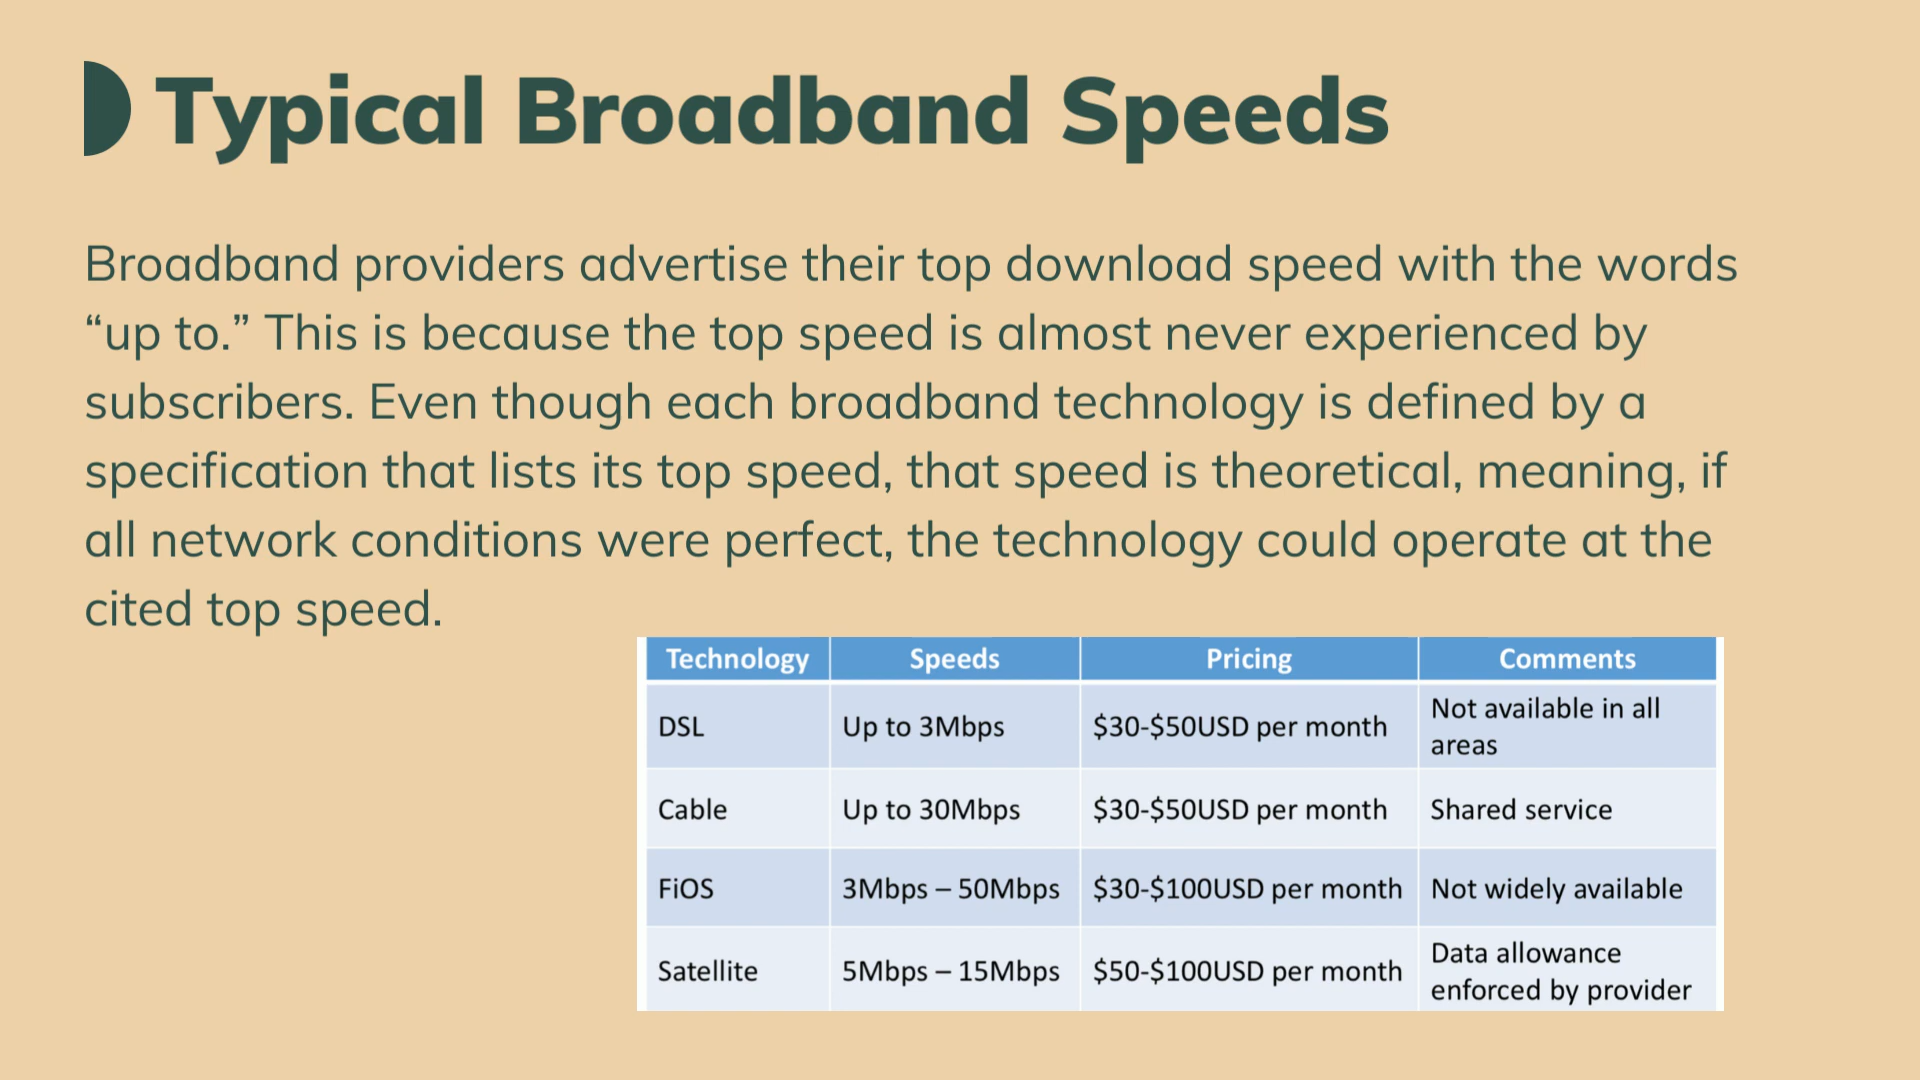 Typical Broadband Speeds
Broadband providers advertise their top download speed with the words
“up to.” This is because the top speed is almost never experienced by
subscribers. Even though each broadband technology is defined by a
specification that lists its top speed, that speed is theoretical, meaning, if
all network conditions were perfect, the technology could operate at the
cited top speed.
Technology Speeds Pricing Comments
DSL Up to 3Mbps $30-$50USD per month Not available in all
areas
Cable Up to 30Mbps $30-$50USD per month Shared service
FiOS 3Mbps – 50Mbps $30-$100USD per month Not widely available
Satellite 5Mbps – 15Mbps $50-$100USD per month Data allowance
enforced by provider